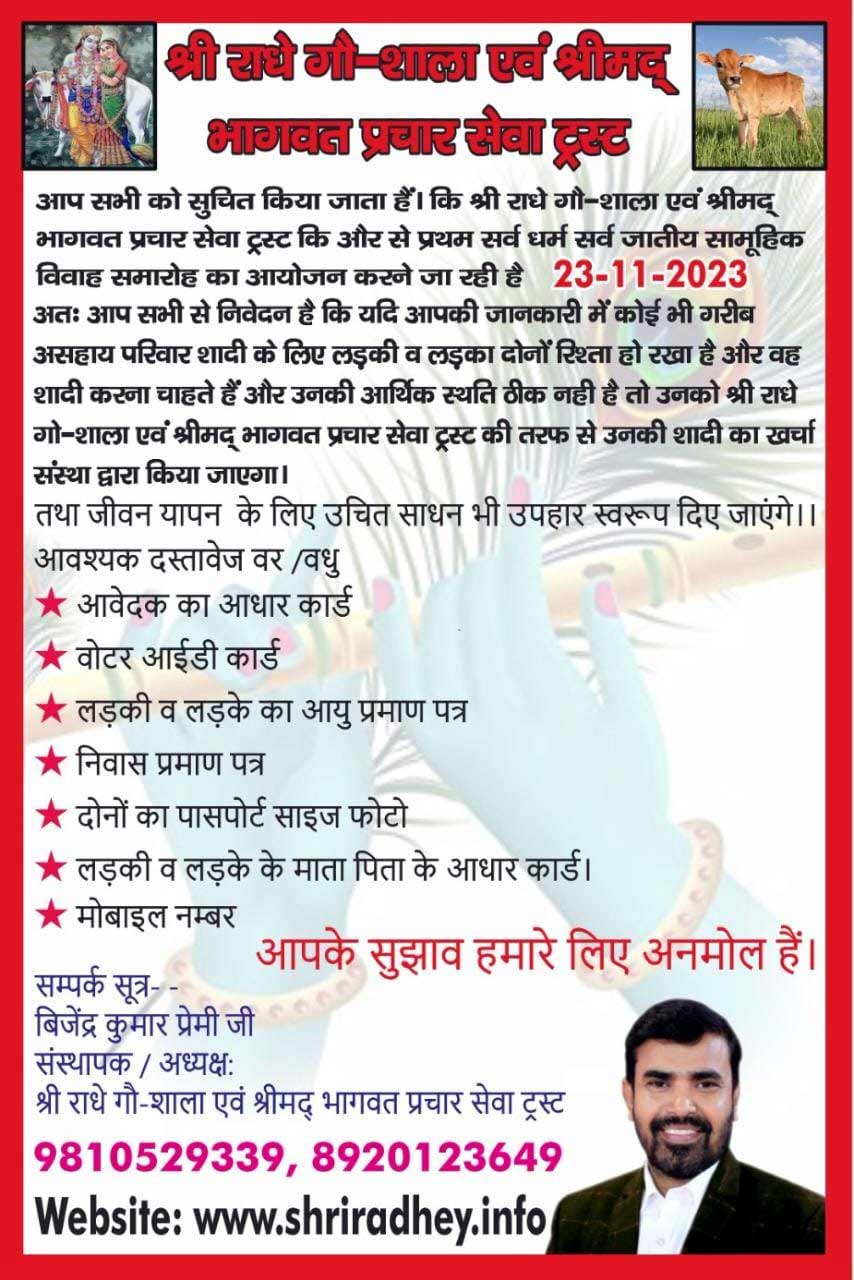 श्री राधे गौ-शाला एवं श्रीमद्
भागवत प्रचार सेवा ट्रस्ट
आप सभी को सुचित किया जाता हैं। कि श्री राधे गौ-शाला एवं श्रीमद्
भागवत प्रचार सेवा ट्रस्ट कि और से प्रथम सर्व धर्म सर्व जातीय सामूहिक
विवाह समारोह का आयोजन करने जा रही है 23-11-2023
अतः आप सभी से निवेदन है कि यदि आपकी जानकारी में कोई भी गरीब
असहाय परिवार शादी के लिए लड़की व लड़का दोनों रिश्ता हो रखा है और वह
शादी करना चाहते हैं और उनकी आर्थिक स्थति ठीक नही है तो उनको श्री राधे
गो-शाला एवं श्रीमद् भागवत प्रचार सेवा ट्रस्ट की तरफ से उनकी शादी का खर्चा
संस्था द्वारा किया जाएगा।
तथा जीवन यापन के लिए उचित साधन भी उपहार स्वरूप दिए जाएंगे।।
आवश्यक दस्तावेज वर /वधु
★ आवेदक का आधार कार्ड
★ वोटर आईडी कार्ड
★ लड़की व लड़के का आयु प्रमाण पत्र
★ निवास प्रमाण पत्र
★ दोनों का पासपोर्ट साइज फोटो
★ लड़की व लड़के के माता पिता के आधार कार्ड।
★ मोबाइल नम्बर
आपके सुझाव हमारे लिए अनमोल हैं।
सम्पर्क सूत्र- -
बिजेंद्र कुमार प्रेमी जी
संस्थापक / अध्यक्ष:
श्री राधे गौ-शाला एवं श्रीमद् भागवत प्रचार सेवा ट्रस्ट
9810529339, 8920123649
Website: www.shriradhey.info